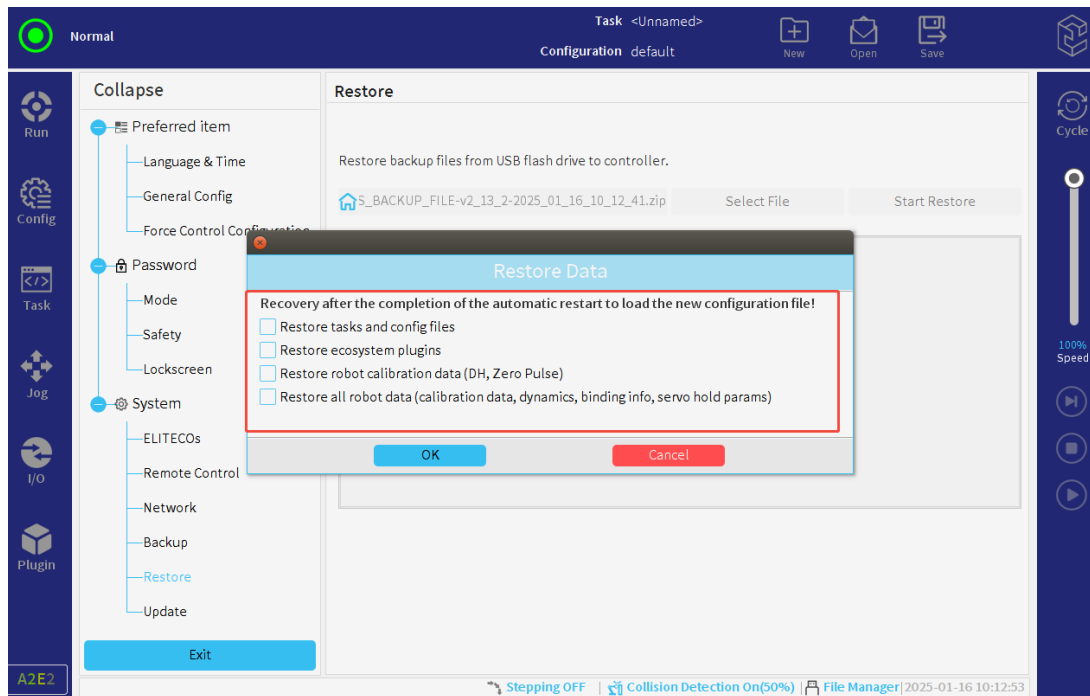 Normal
Task <Unnamed>
Configuration default
New
Open
Save
Run
Config
Task
Jog
I/O
Plugin
A2E2
Collapse
Preferred item
Language & Time
General Config
Force Control Configuration
Password
Mode
Safety
Lockscreen
System
ELITECOs
Remote Control
Network
Backup
Restore
Update
Exit
Restore
Restore backup files from USB flash drive to controller.
S_BACKUP_FILE-v2_13_2-2025_01_16_10_12_41.zip
Select File
Start Restore
Restore Data
Recovery after the completion of the automatic restart to load the new configuration file!
Restore tasks and config files
Restore ecosystem plugins
Restore robot calibration data (DH, Zero Pulse)
Restore all robot data (calibration data, dynamics, binding info, servo hold params)
OK
Cancel
Cycle
100%
Speed
Stepping OFF | Collision Detection On(50%) | File Manager | 2025-01-16 10:12:53